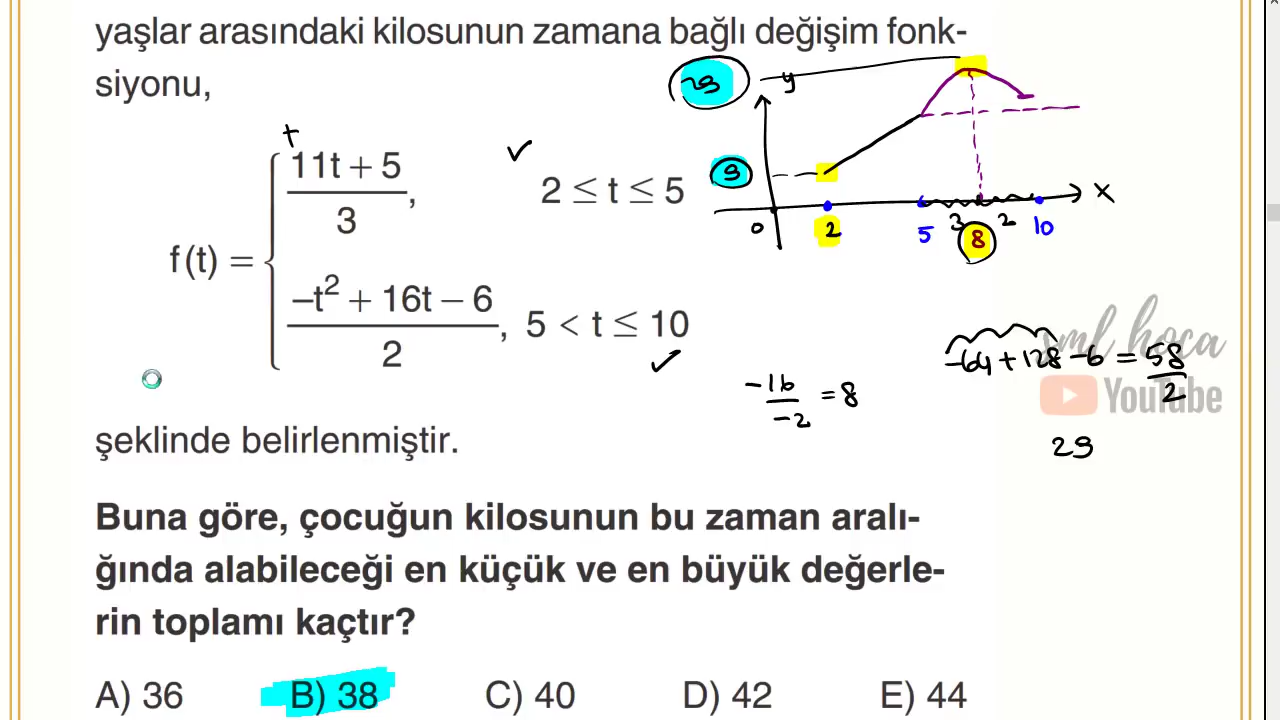 yaşlar arasındaki kilosunun zamana bağlı değişim fonk-
siyonu,
f(t) =
11t + 5
3
, 2 ≤ t ≤ 5
–t² + 16t – 6
2
, 5 < t ≤ 10
şeklinde belirlenmiştir.
Buna göre, çocuğun kilosunun bu zaman aralı-
ğında alabileceği en küçük ve en büyük değerle-
rin toplamı kaçtır?
A) 36 B) 38 C) 40 D) 42 E) 44
+
29
y
9
x
0 2 5 3 8 2 10
-16
-2
= 8
-64 + 128 - 6 = 58
2
29
hoca
YouTube